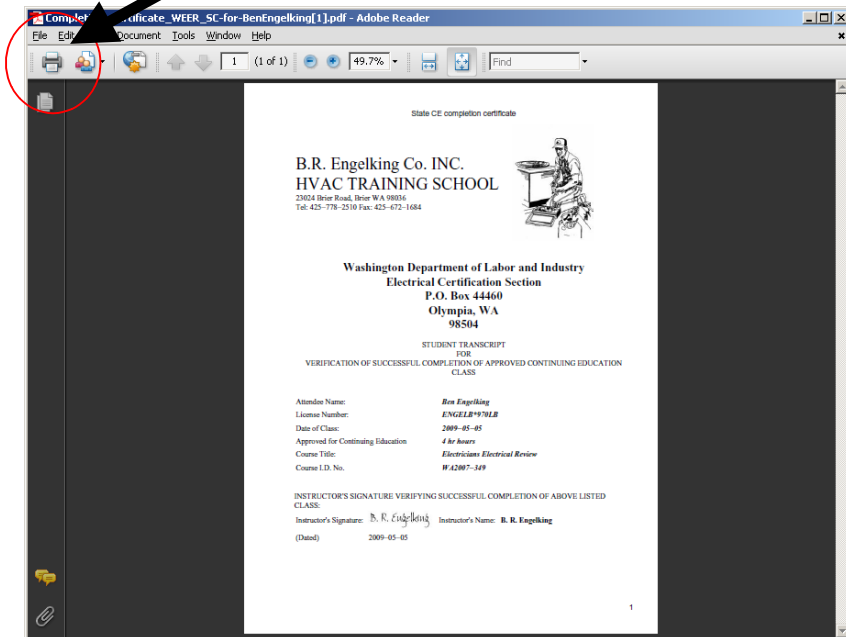 Completi rtificate_WEER_SC-for-BenEngelking[1].pdf - Adobe Reader
File Edit Document Tools Window Help
1 (1 of 1) 49.7% Find
State CE completion certificate
B.R. Engelking Co. INC.
HVAC TRAINING SCHOOL
23024 Brier Road, Brier WA 98036
Tel: 425-778-2510 Fax: 425-672-1684
Washington Department of Labor and Industry
Electrical Certification Section
P.O. Box 44460
Olympia, WA
98504
STUDENT TRANSCRIPT
FOR
VERIFICATION OF SUCCESSFUL COMPLETION OF APPROVED CONTINUING EDUCATION
CLASS
Attendee Name: Ben Engelking
License Number: ENGELB*970LB
Date of Class: 2009-05-05
Approved for Continuing Education 4 hr hours
Course Title: Electricians Electrical Review
Course I.D. No. WA2007-349
INSTRUCTOR'S SIGNATURE VERIFYING SUCCESSFUL COMPLETION OF ABOVE LISTED
CLASS:
Instructor's Signature: B. R. Engelking Instructor's Name: B. R. Engelking
(Dated) 2009-05-05
1